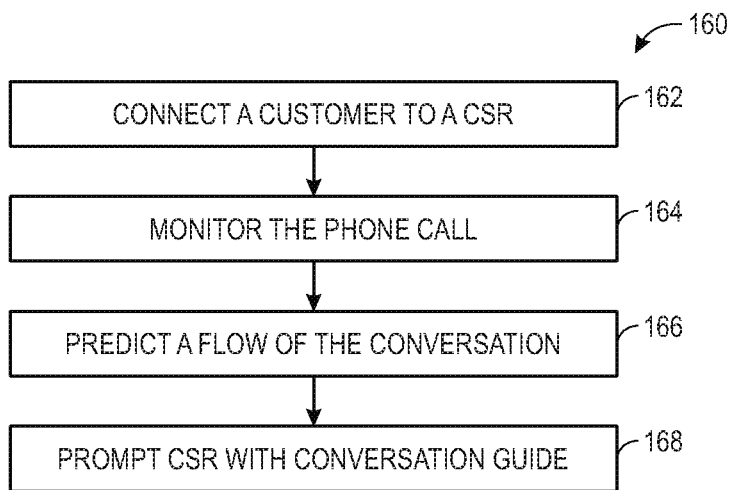 160
CONNECT A CUSTOMER TO A CSR
162
MONITOR THE PHONE CALL
164
PREDICT A FLOW OF THE CONVERSATION
166
PROMPT CSR WITH CONVERSATION GUIDE
168